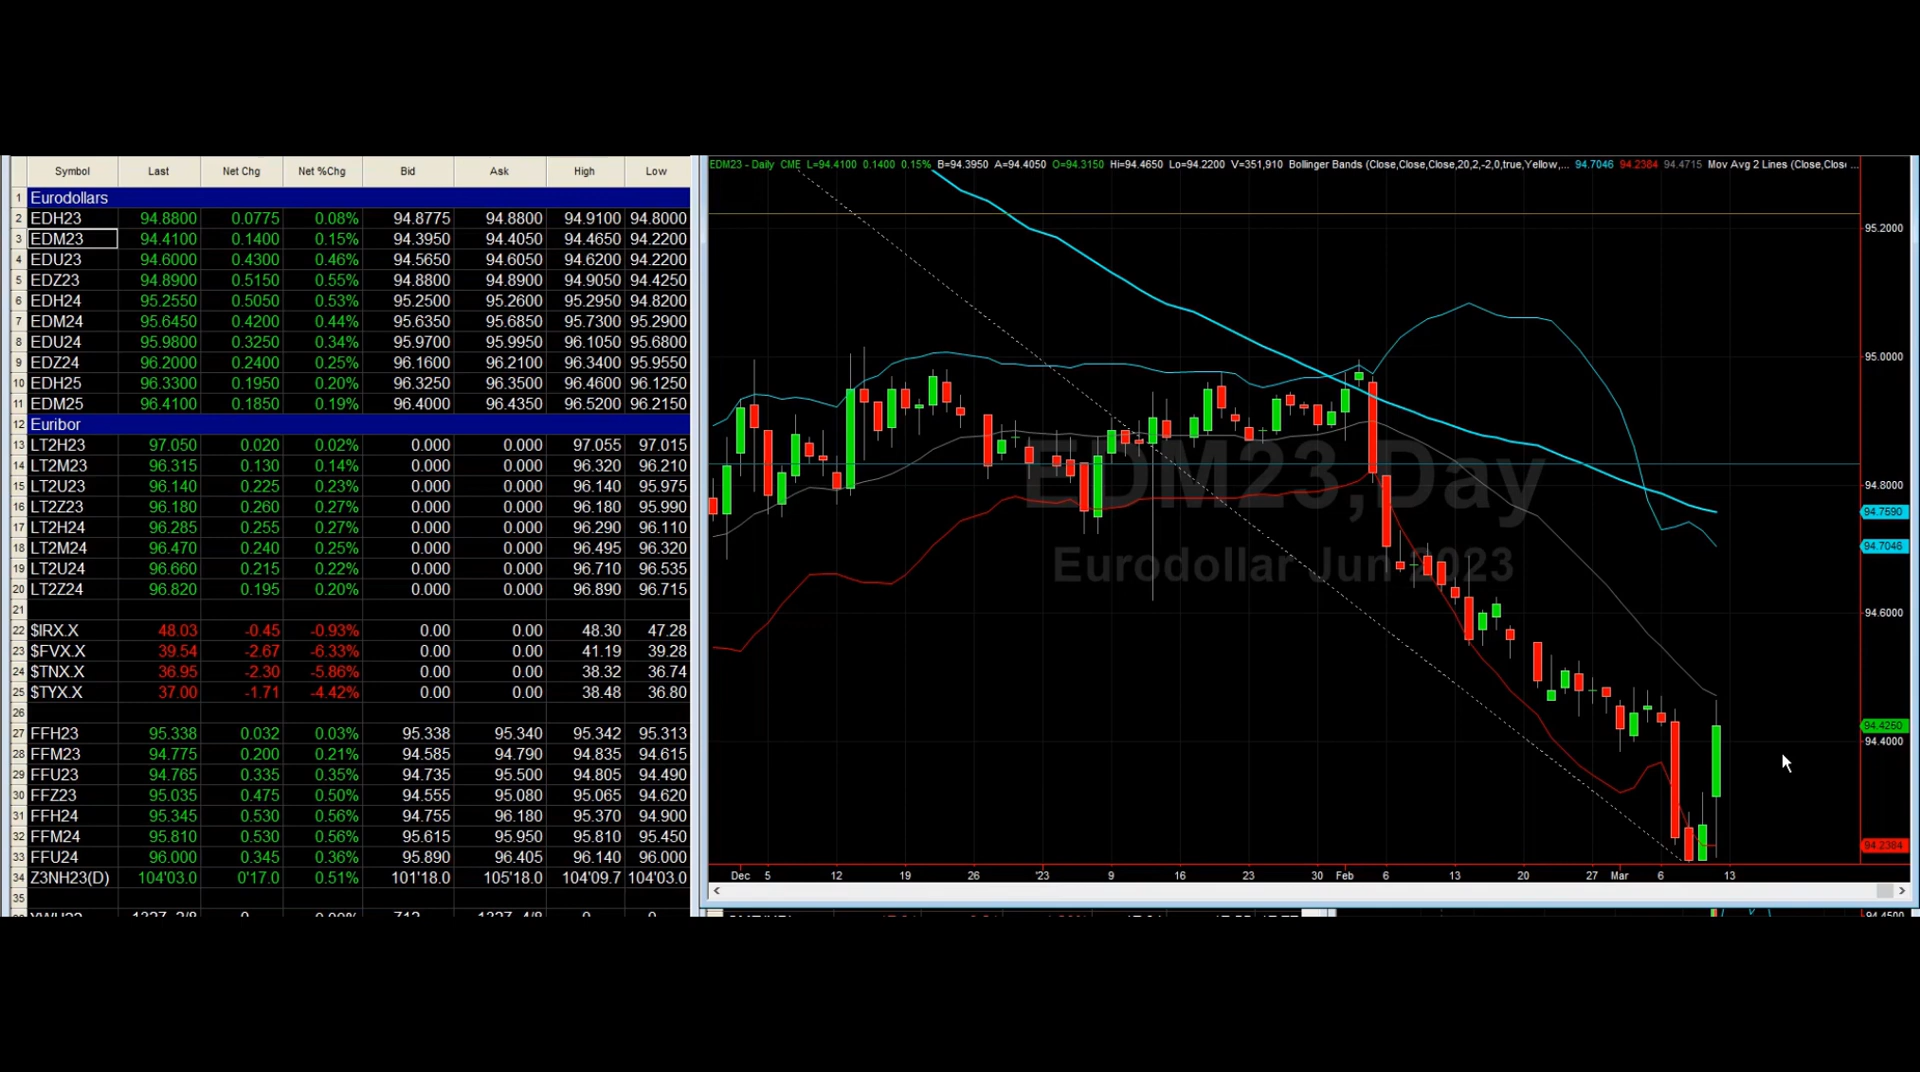 Symbol Last Net Chg Net %Chg Bid Ask High Low
1 Eurodollars
2 EDH23 94.8800 0.0775 0.08% 94.8775 94.8800 94.9100 94.8000
3 EDM23 94.4100 0.1400 0.15% 94.3950 94.4050 94.4650 94.2200
4 EDU23 94.6000 0.4300 0.46% 94.5650 94.6050 94.6200 94.2200
5 EDZ23 94.8900 0.5150 0.55% 94.8800 94.8900 94.9050 94.4250
6 EDH24 95.2550 0.5050 0.53% 95.2500 95.2600 95.2950 94.8200
7 EDM24 95.6450 0.4200 0.44% 95.6350 95.6850 95.7300 95.2900
8 EDU24 95.9800 0.3250 0.34% 95.9700 95.9950 96.1050 95.6800
9 EDZ24 96.2000 0.2400 0.25% 96.1600 96.2100 96.3400 95.9550
10 EDH25 96.3300 0.1950 0.20% 96.3250 96.3500 96.4600 96.1250
11 EDM25 96.4100 0.1850 0.19% 96.4000 96.4350 96.5200 96.2150
12 Euribor
13 LT2H23 97.050 0.020 0.02% 0.000 0.000 97.055 97.015
14 LT2M23 96.315 0.130 0.14% 0.000 0.000 96.320 96.210
15 LT2U23 96.140 0.225 0.23% 0.000 0.000 96.140 95.975
16 LT2Z23 96.180 0.260 0.27% 0.000 0.000 96.180 95.990
17 LT2H24 96.285 0.255 0.27% 0.000 0.000 96.290 96.110
18 LT2M24 96.470 0.240 0.25% 0.000 0.000 96.495 96.320
19 LT2U24 96.660 0.215 0.22% 0.000 0.000 96.710 96.535
20 LT2Z24 96.820 0.195 0.20% 0.000 0.000 96.890 96.715
21
22 $IRX.X 48.03 -0.45 -0.93% 0.00 0.00 48.30 47.28
23 $FVX.X 39.54 -2.67 -6.33% 0.00 0.00 41.19 39.28
24 $TNX.X 36.95 -2.30 -5.86% 0.00 0.00 38.32 36.74
25 $TYX.X 37.00 -1.71 -4.42% 0.00 0.00 38.48 36.80
26
27 FFH23 95.338 0.032 0.03% 95.338 95.340 95.342 95.313
28 FFM23 94.775 0.200 0.21% 94.585 94.790 94.835 94.615
29 FFU23 94.765 0.335 0.35% 94.735 95.500 94.805 94.490
30 FFZ23 95.035 0.475 0.50% 94.555 95.080 95.065 94.620
31 FFH24 95.345 0.530 0.56% 94.755 96.180 95.370 94.900
32 FFM24 95.810 0.530 0.56% 95.615 95.950 95.810 95.450
33 FFU24 96.000 0.345 0.36% 95.890 96.405 96.140 96.000
34 Z3NH23(D) 104'03.0 0'17.0 0.51% 101'18.0 105'18.0 104'09.7 104'03.0
35
EDM23 - Daily CME L=94.4100 0.1400 0.15% B=94.3950 A=94.4050 O=94.3150 Hi=94.4650 Lo=94.2200 V=351,910 Bollinger Bands (Close,Close,Close,20,2,-2,0,true,Yellow,... 94.7046 94.2384 94.4715 Mov Avg 2 Lines (Close,Close ...
EDM23,Day
Eurodollar Jun 2023
95.2000
95.0000
94.8000
94.7590
94.7046
94.6000
94.4250
94.4000
94.2384
Dec 5 12 19 26 '23 9 16 23 30 Feb 6 13 20 27 Mar 6 13
94.4500